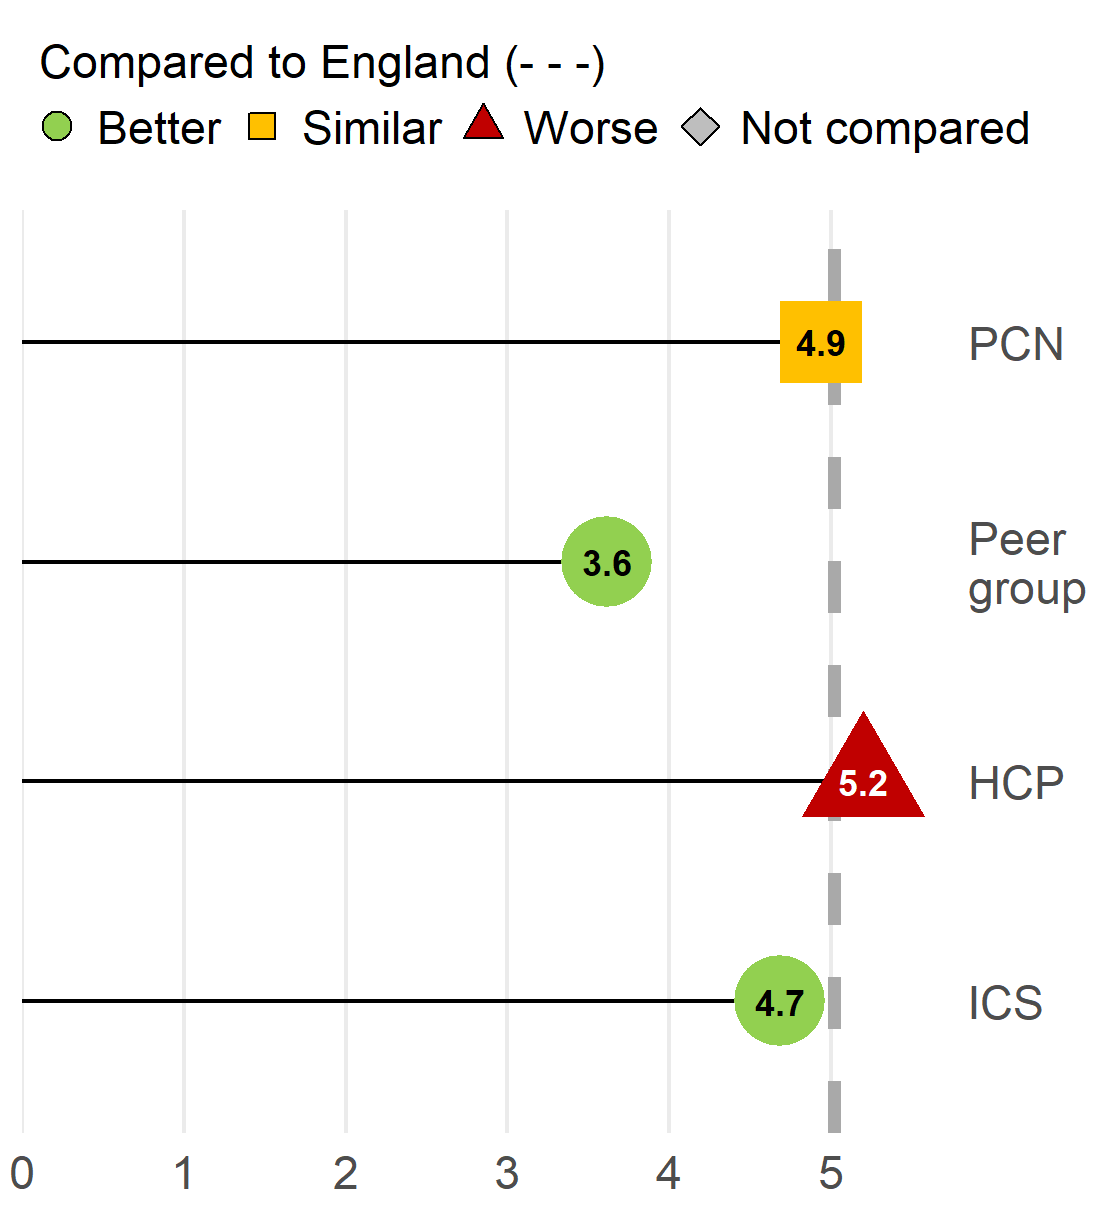 Compared to England (- - -)
Better Similar Worse Not compared
4.9 PCN
3.6 Peer
group
5.2 HCP
4.7 ICS
0 1 2 3 4 5